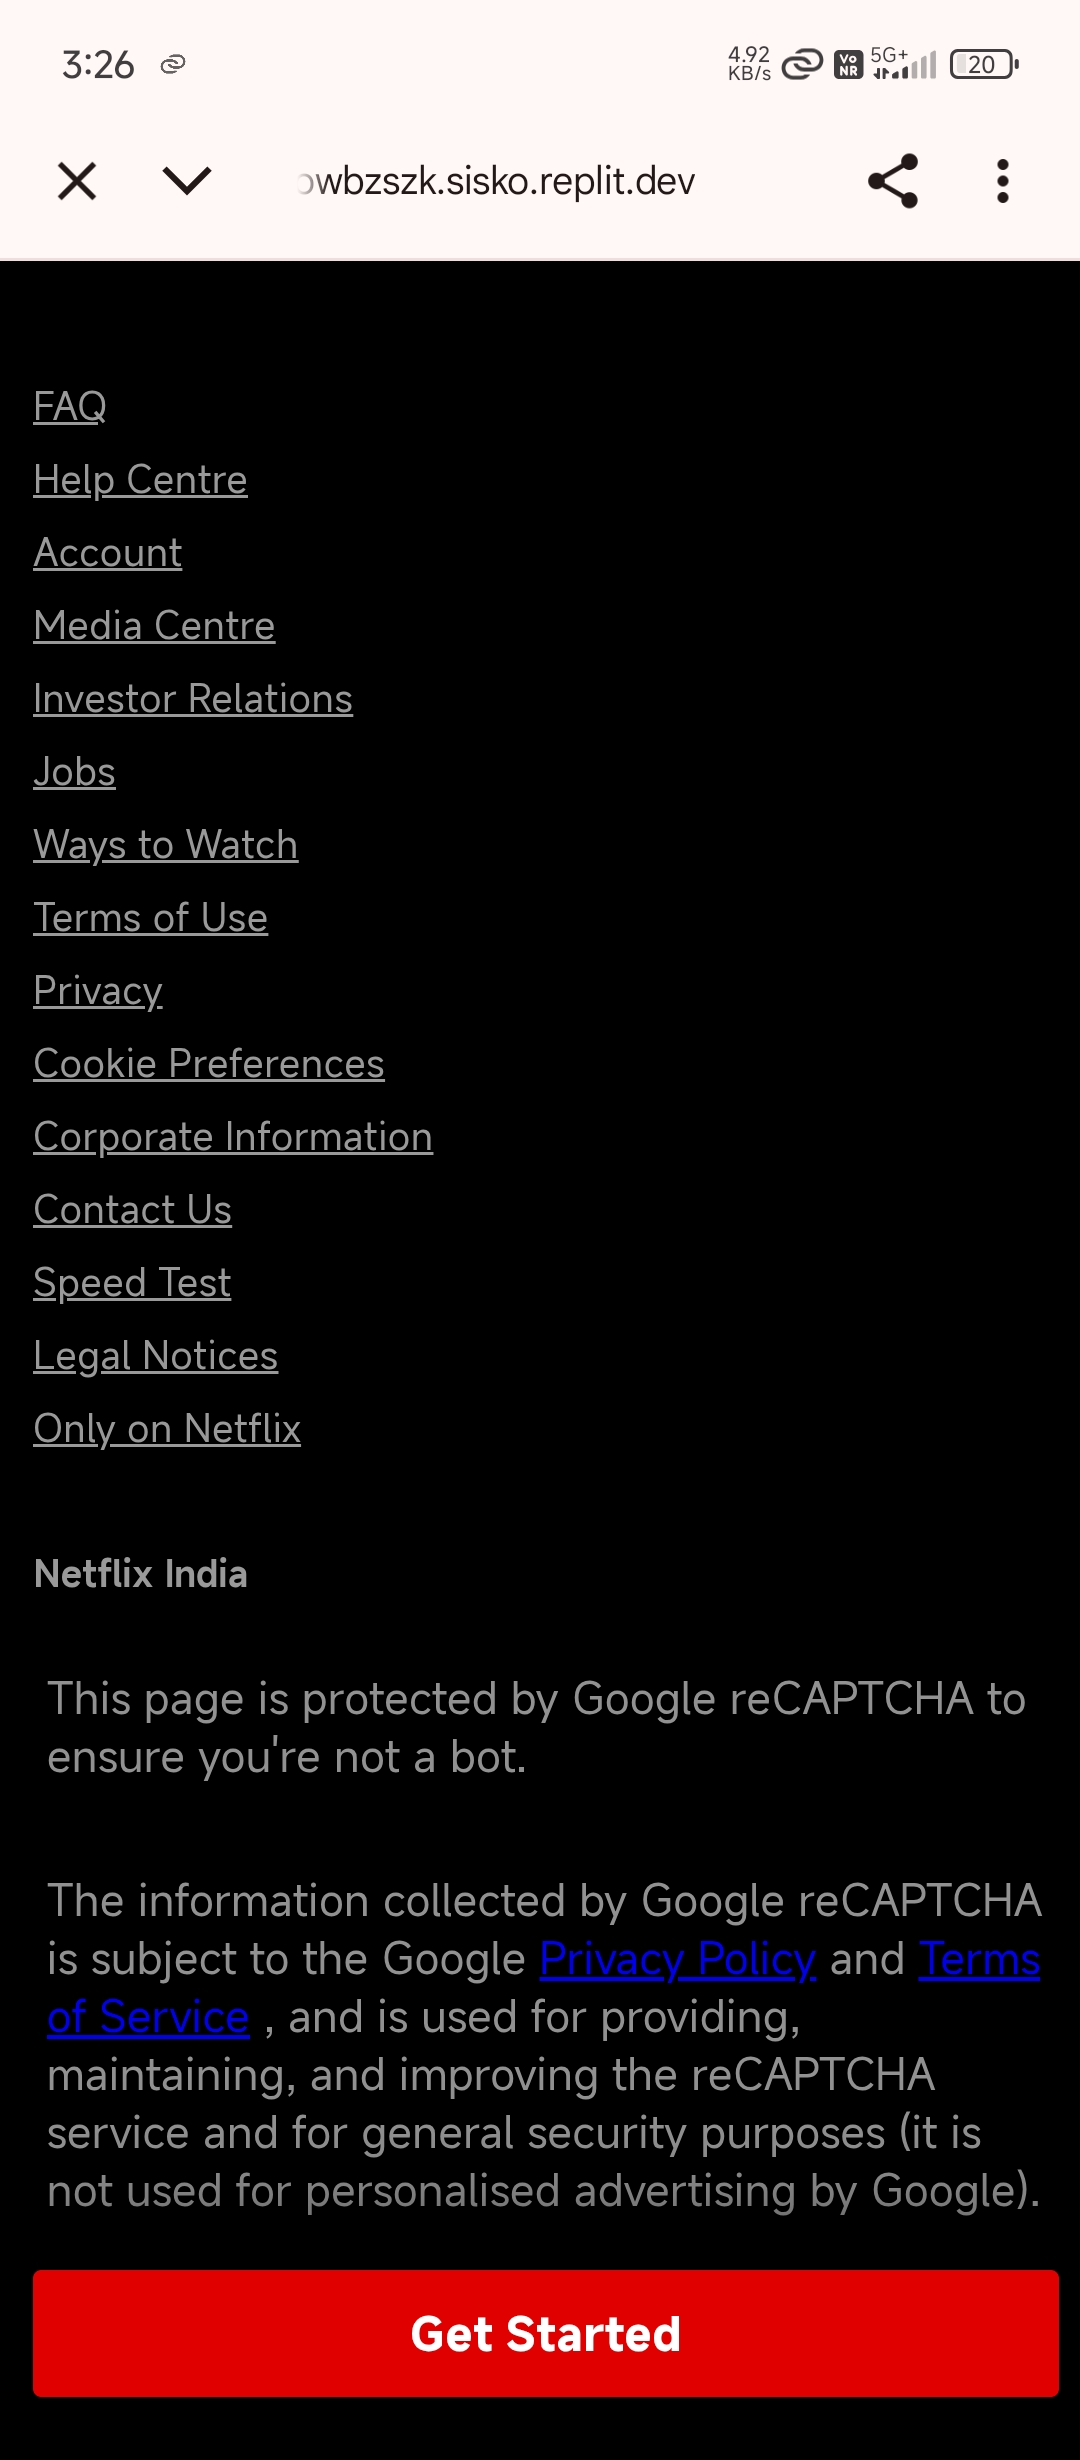 3:26
4.92
KB/s
Vo
NR
5G+
20
wbzszk.sisko.replit.dev
FAQ
Help Centre
Account
Media Centre
Investor Relations
Jobs
Ways to Watch
Terms of Use
Privacy
Cookie Preferences
Corporate Information
Contact Us
Speed Test
Legal Notices
Only on Netflix
Netflix India
This page is protected by Google reCAPTCHA to
ensure you're not a bot.
The information collected by Google reCAPTCHA
is subject to the Google Privacy Policy and Terms
of Service , and is used for providing,
maintaining, and improving the reCAPTCHA
service and for general security purposes (it is
not used for personalised advertising by Google).
Get Started